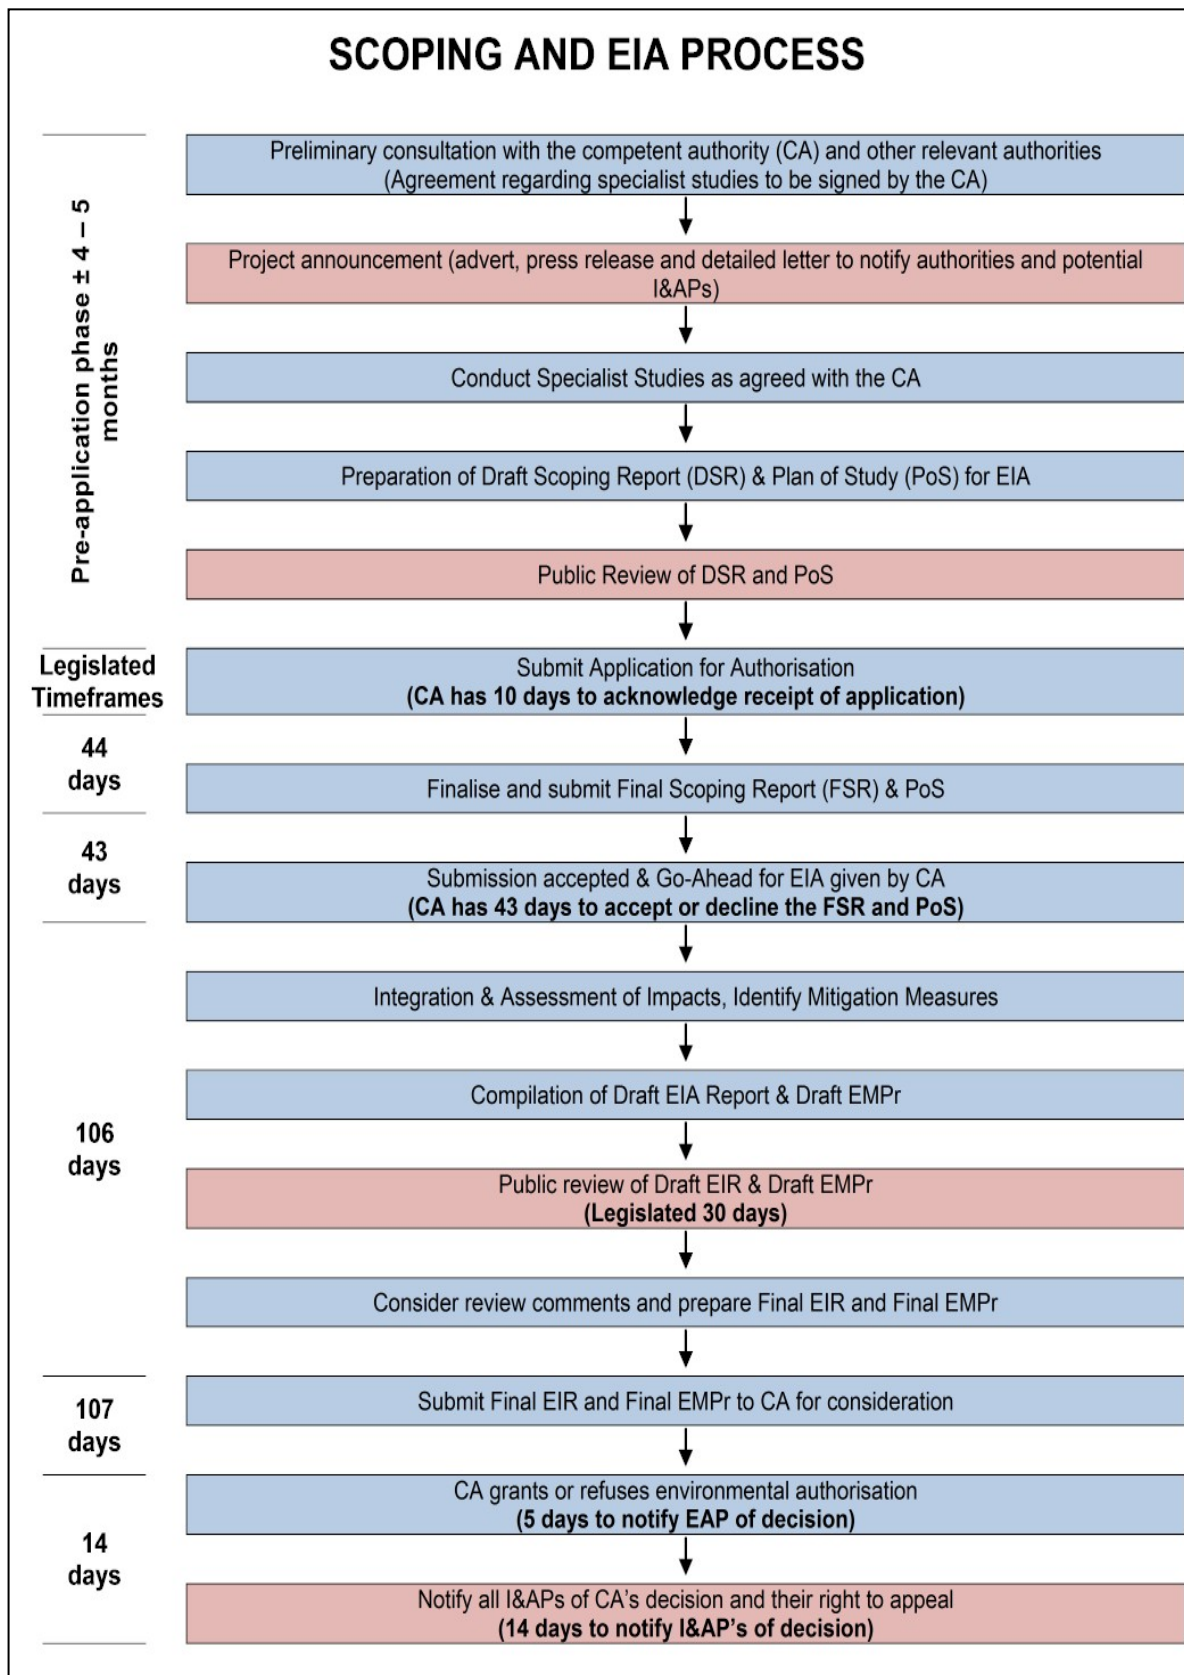 SCOPING AND EIA PROCESS
Pre-application phase ± 4 – 5
months
Preliminary consultation with the competent authority (CA) and other relevant authorities
(Agreement regarding specialist studies to be signed by the CA)
Project announcement (advert, press release and detailed letter to notify authorities and potential
I&APs)
Conduct Specialist Studies as agreed with the CA
Preparation of Draft Scoping Report (DSR) & Plan of Study (PoS) for EIA
Public Review of DSR and PoS
Legislated
Timeframes
Submit Application for Authorisation
(CA has 10 days to acknowledge receipt of application)
44
days
Finalise and submit Final Scoping Report (FSR) & PoS
43
days
Submission accepted & Go-Ahead for EIA given by CA
(CA has 43 days to accept or decline the FSR and PoS)
106
days
Integration & Assessment of Impacts, Identify Mitigation Measures
Compilation of Draft EIA Report & Draft EMPr
Public review of Draft EIR & Draft EMPr
(Legislated 30 days)
Consider review comments and prepare Final EIR and Final EMPr
107
days
Submit Final EIR and Final EMPr to CA for consideration
14
days
CA grants or refuses environmental authorisation
(5 days to notify EAP of decision)
Notify all I&APs of CA's decision and their right to appeal
(14 days to notify I&AP's of decision)